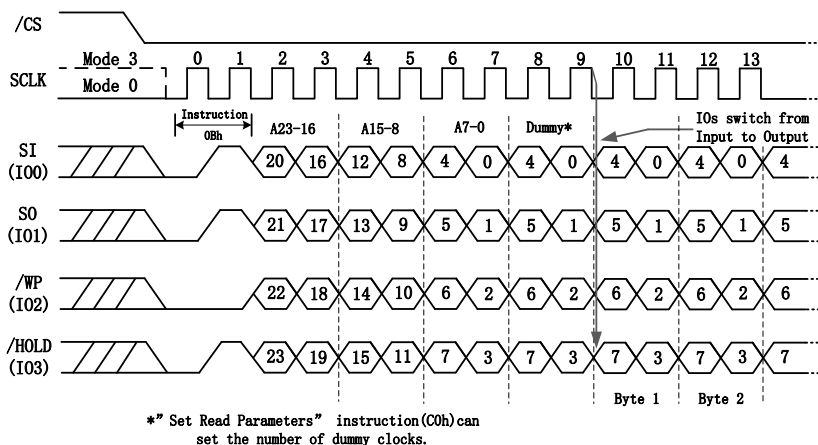 /CS
Mode 3 0 1 2 3 4 5 6 7 8 9 10 11 12 13
SCLK Mode 0
Instruction A23-16 A15-8 A7-0 Dummy* IOs switch from
0Bh Input to Output
SI
(IO0) 20 16 12 8 4 0 4 0 4 0 4 0 4
SO
(IO1) 21 17 13 9 5 1 5 1 5 1 5 1 5
/WP
(IO2) 22 18 14 10 6 2 6 2 6 2 6 2 6
/HOLD
(IO3) 23 19 15 11 7 3 7 3 7 3 7 3 7
Byte 1 Byte 2
*" Set Read Parameters" instruction(C0h)can
set the number of dummy clocks.